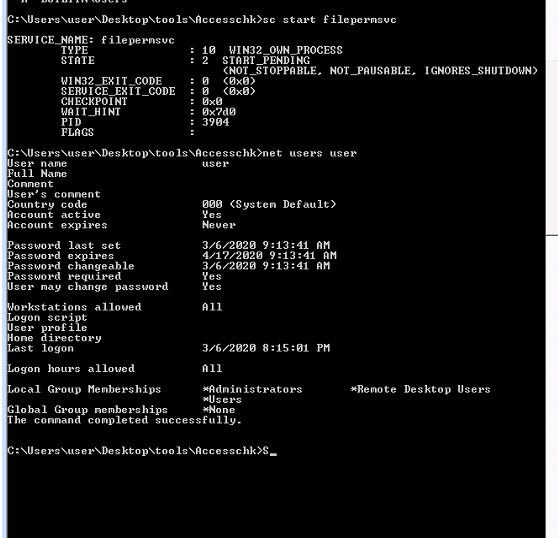 C:\Users\user\Desktop\tools\Accesschk>sc start filepermsvc
SERVICE_NAME: filepermsvc
TYPE : 10 WIN32_OWN_PROCESS
STATE : 2 START_PENDING
(NOT_STOPPABLE, NOT_PAUSABLE, IGNORES_SHUTDOWN)
WIN32_EXIT_CODE : 0 (0x0)
SERVICE_EXIT_CODE : 0 (0x0)
CHECKPOINT : 0x0
WAIT_HINT : 0x7d0
PID : 3904
FLAGS :
C:\Users\user\Desktop\tools\Accesschk>net users user
User name user
Full Name
Comment
User's comment
Country code 000 (System Default)
Account active Yes
Account expires Never
Password last set 3/6/2020 9:13:41 AM
Password expires 4/17/2020 9:13:41 AM
Password changeable 3/6/2020 9:13:41 AM
Password required Yes
User may change password Yes
Workstations allowed All
Logon script
User profile
Home directory
Last logon 3/6/2020 8:15:01 PM
Logon hours allowed All
Local Group Memberships *Administrators *Remote Desktop Users
*Users
Global Group memberships *None
The command completed successfully.
C:\Users\user\Desktop\tools\Accesschk>S_